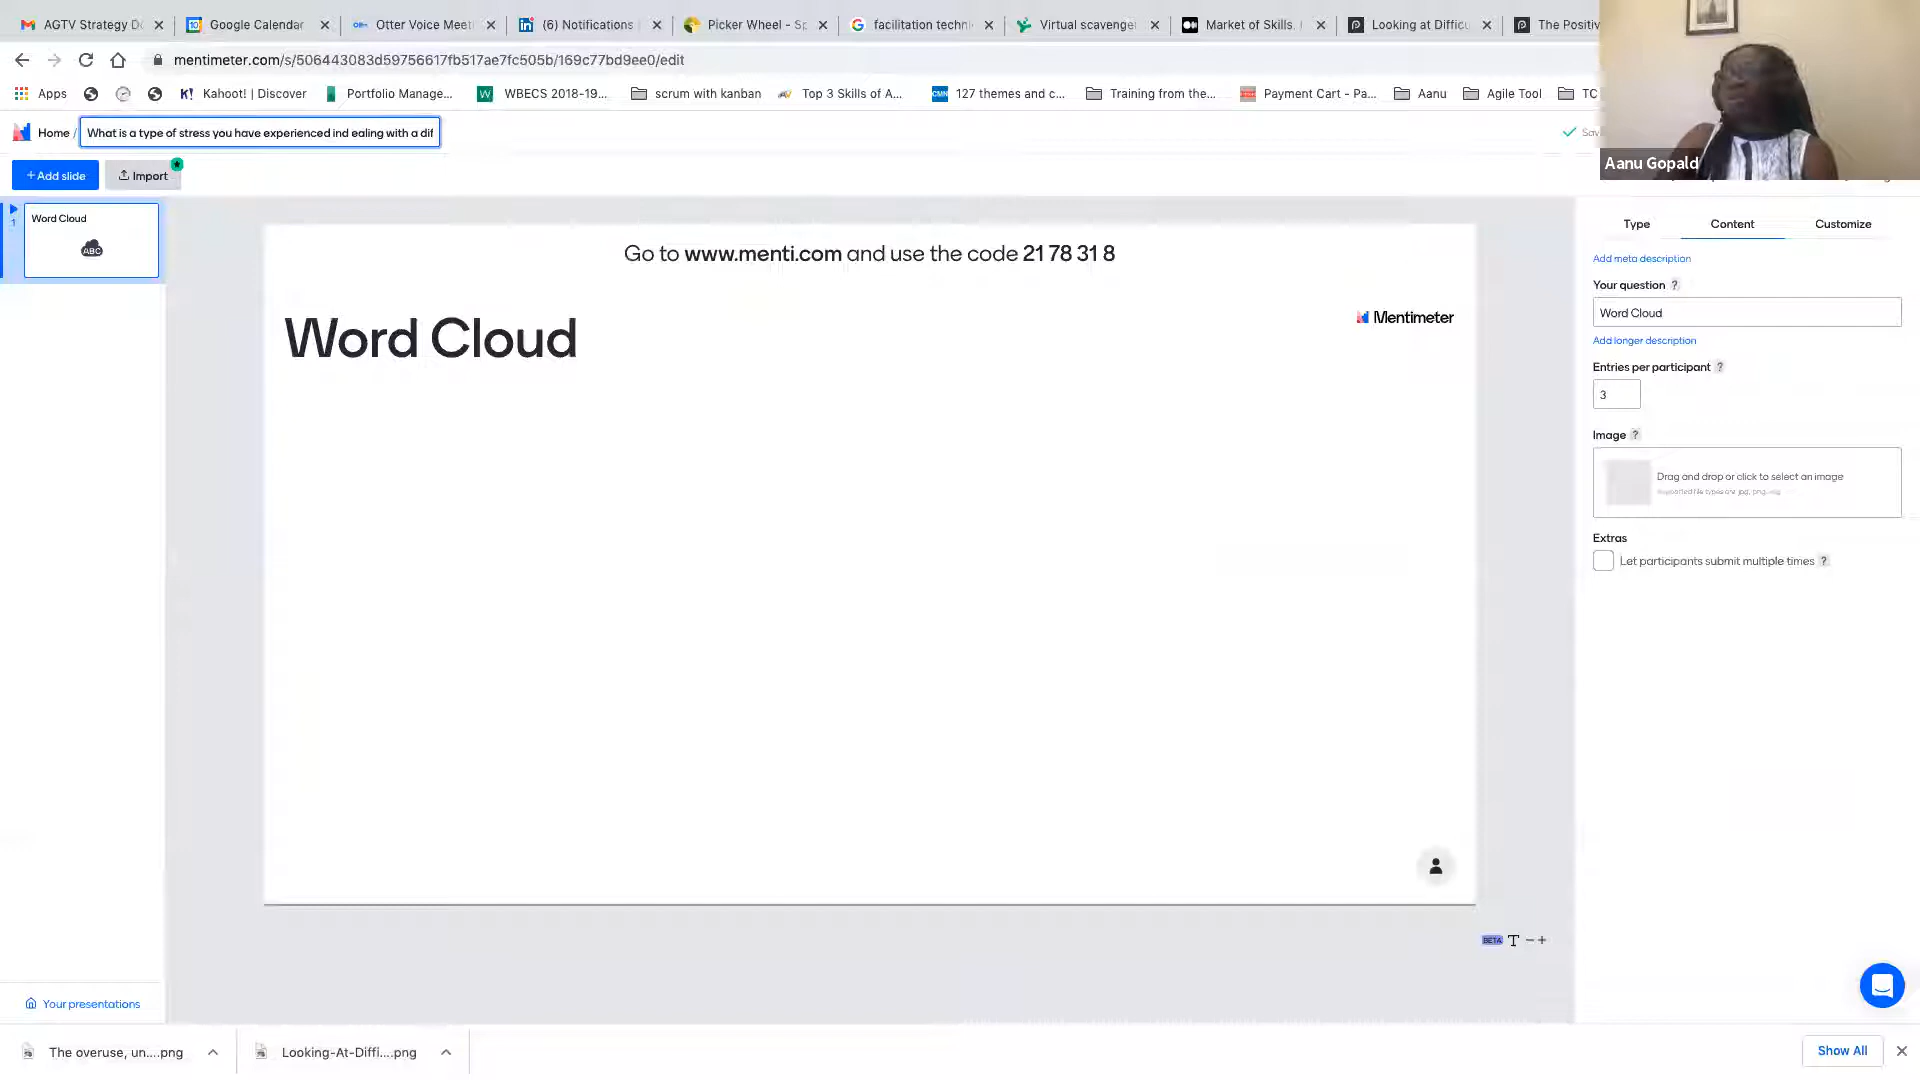 AGTV Strategy Do
Google Calendar
Otter Voice Meeti
(6) Notifications
Picker Wheel - Sp
facilitation techni
Virtual scavenge
Market of Skills.
Looking at Difficu
The Positiv
mentimeter.com/s/506443083d59756617fb517ae7fc505b/169c77bd9ee0/edit
Apps
Kahoot! | Discover
Portfolio Manage...
WBECS 2018-19...
scrum with kanban
Top 3 Skills of A...
127 themes and c...
Training from the...
Payment Cart - Pa...
Aanu
Agile Tool
TC
Home / What is a type of stress you have experienced ind ealing with a dif
Aanu Gopald
+ Add slide
Import
1
Word Cloud
ABC
Go to www.menti.com and use the code 21 78 31 8
Word Cloud
Mentimeter
Type
Content
Customize
Add meta description
Your question ?
Word Cloud
Add longer description
Entries per participant ?
3
Image ?
Drag and drop or click to select an image
Extras
Let participants submit multiple times ?
BETA T − +
Your presentations
The overuse, un....png
Looking-At-Diffi....png
Show All